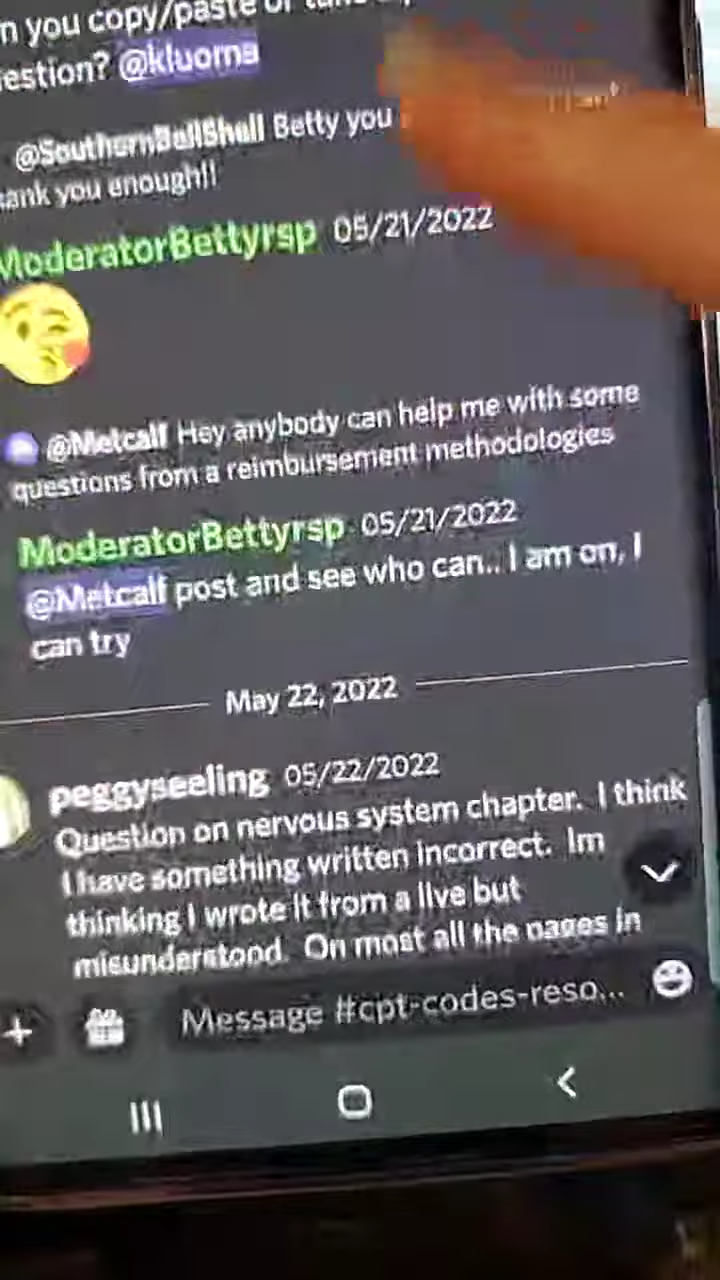 n you copy/paste or
estion? @kluorna
@SouthernBellShell Betty you
ank you enough!!
ModeratorBettyrsp 05/21/2022
@Metcalf Hey anybody can help me with some
questions from a reimbursement methodologies
ModeratorBettyrsp 05/21/2022
@Metcalf post and see who can.. I am on, I
can try
May 22, 2022
peggyseeling 05/22/2022
Question on nervous system chapter. I think
I have something written incorrect. Im
thinking I wrote it from a live but
misunderstood. On most all the pages in
Message #cpt-codes-reso...